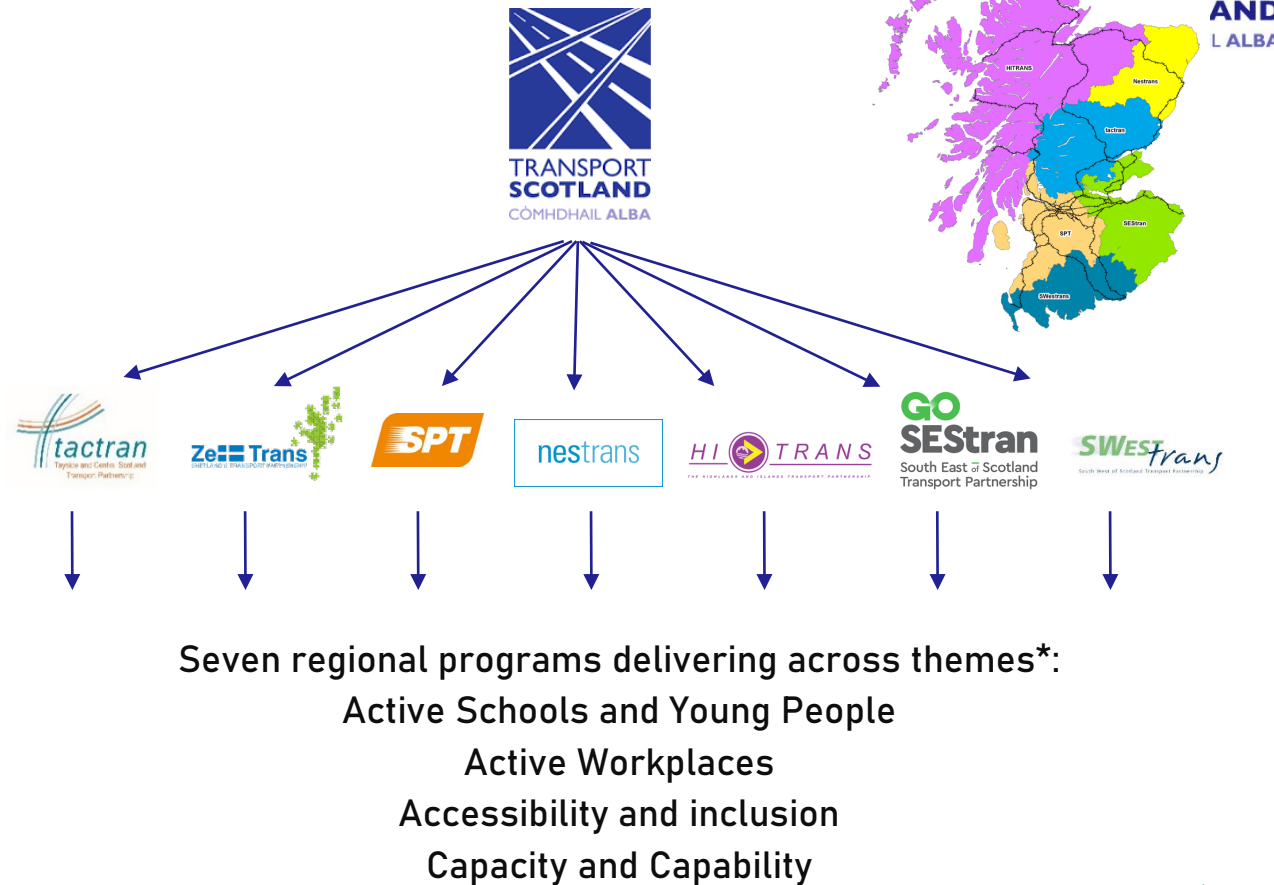 AND
L ALBA
HITRANS
Nestrans
tactran
SEStran
SPT
SWestrans
TRANSPORT
SCOTLAND
CÒMHDHAIL ALBA
tactran
Tayside and Central Scotland
Transport Partnership
ZetTrans
SHETLAND'S TRANSPORT PARTNERSHIP
SPT
nestrans
HITRANS
THE HIGHLANDS AND ISLANDS TRANSPORT PARTNERSHIP
GO
SEStran
South East of Scotland
Transport Partnership
SWESTrans
South West of Scotland Transport Partnership
Seven regional programs delivering across themes*:
Active Schools and Young People
Active Workplaces
Accessibility and inclusion
Capacity and Capability